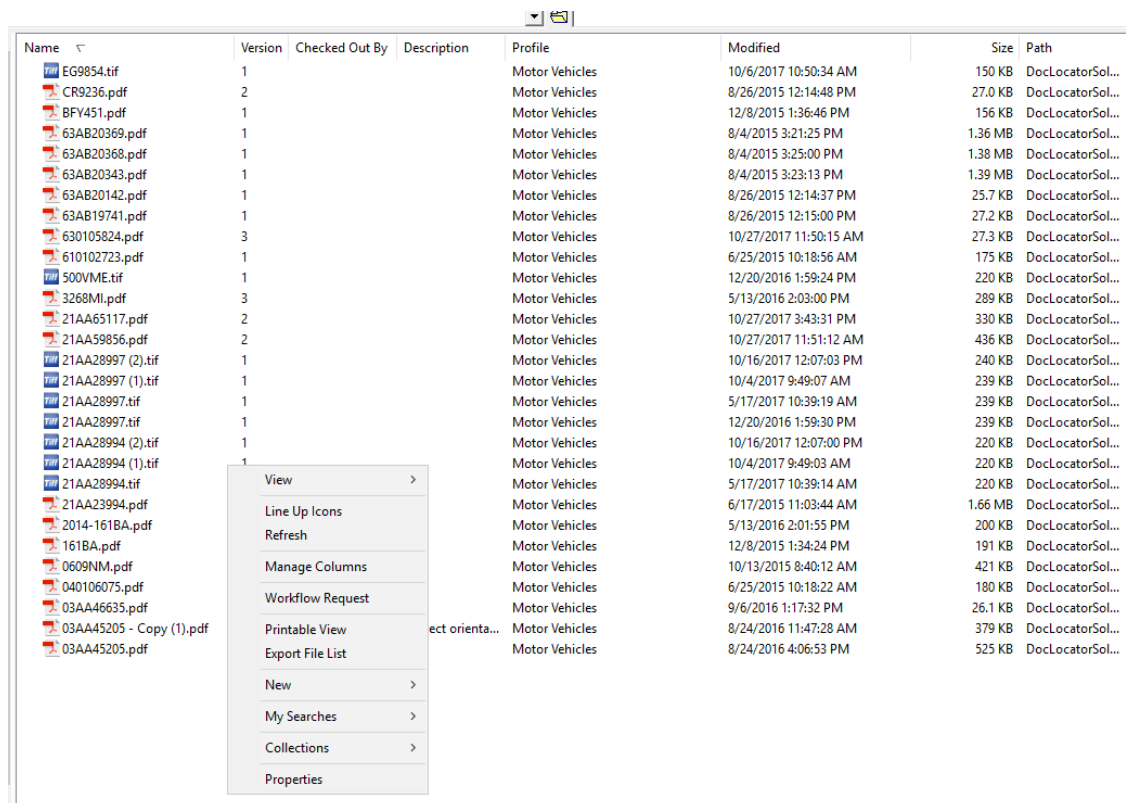 Name Version Checked Out By Description Profile Modified Size Path
Tiff EG9854.tif 1 Motor Vehicles 10/6/2017 10:50:34 AM 150 KB DocLocatorSol...
CR9236.pdf 2 Motor Vehicles 8/26/2015 12:14:48 PM 27.0 KB DocLocatorSol...
BFY451.pdf 1 Motor Vehicles 12/8/2015 1:36:46 PM 156 KB DocLocatorSol...
63AB20369.pdf 1 Motor Vehicles 8/4/2015 3:21:25 PM 1.36 MB DocLocatorSol...
63AB20368.pdf 1 Motor Vehicles 8/4/2015 3:25:00 PM 1.38 MB DocLocatorSol...
63AB20343.pdf 1 Motor Vehicles 8/4/2015 3:23:13 PM 1.39 MB DocLocatorSol...
63AB20142.pdf 1 Motor Vehicles 8/26/2015 12:14:37 PM 25.7 KB DocLocatorSol...
63AB19741.pdf 1 Motor Vehicles 8/26/2015 12:15:00 PM 27.2 KB DocLocatorSol...
630105824.pdf 3 Motor Vehicles 10/27/2017 11:50:15 AM 27.3 KB DocLocatorSol...
610102723.pdf 1 Motor Vehicles 6/25/2015 10:18:56 AM 175 KB DocLocatorSol...
Tiff 500VME.tif 1 Motor Vehicles 12/20/2016 1:59:24 PM 220 KB DocLocatorSol...
3268MI.pdf 3 Motor Vehicles 5/13/2016 2:03:00 PM 289 KB DocLocatorSol...
21AA65117.pdf 2 Motor Vehicles 10/27/2017 3:43:31 PM 330 KB DocLocatorSol...
21AA59856.pdf 2 Motor Vehicles 10/27/2017 11:51:12 AM 436 KB DocLocatorSol...
Tiff 21AA28997 (2).tif 1 Motor Vehicles 10/16/2017 12:07:03 PM 240 KB DocLocatorSol...
Tiff 21AA28997 (1).tif 1 Motor Vehicles 10/4/2017 9:49:07 AM 239 KB DocLocatorSol...
Tiff 21AA28997.tif 1 Motor Vehicles 5/17/2017 10:39:19 AM 239 KB DocLocatorSol...
Tiff 21AA28997.tif 1 Motor Vehicles 12/20/2016 1:59:30 PM 239 KB DocLocatorSol...
Tiff 21AA28994 (2).tif 1 Motor Vehicles 10/16/2017 12:07:00 PM 220 KB DocLocatorSol...
Tiff 21AA28994 (1).tif 1 Motor Vehicles 10/4/2017 9:49:03 AM 220 KB DocLocatorSol...
Tiff 21AA28994.tif Motor Vehicles 5/17/2017 10:39:14 AM 220 KB DocLocatorSol...
21AA23994.pdf Motor Vehicles 6/17/2015 11:03:44 AM 1.66 MB DocLocatorSol...
2014-161BA.pdf Motor Vehicles 5/13/2016 2:01:55 PM 200 KB DocLocatorSol...
161BA.pdf Motor Vehicles 12/8/2015 1:34:24 PM 191 KB DocLocatorSol...
0609NM.pdf Motor Vehicles 10/13/2015 8:40:12 AM 421 KB DocLocatorSol...
040106075.pdf Motor Vehicles 6/25/2015 10:18:22 AM 180 KB DocLocatorSol...
03AA46635.pdf Motor Vehicles 9/6/2016 1:17:32 PM 26.1 KB DocLocatorSol...
03AA45205 - Copy (1).pdf ect orienta... Motor Vehicles 8/24/2016 11:47:28 AM 379 KB DocLocatorSol...
03AA45205.pdf Motor Vehicles 8/24/2016 4:06:53 PM 525 KB DocLocatorSol...
View
Line Up Icons
Refresh
Manage Columns
Workflow Request
Printable View
Export File List
New
My Searches
Collections
Properties